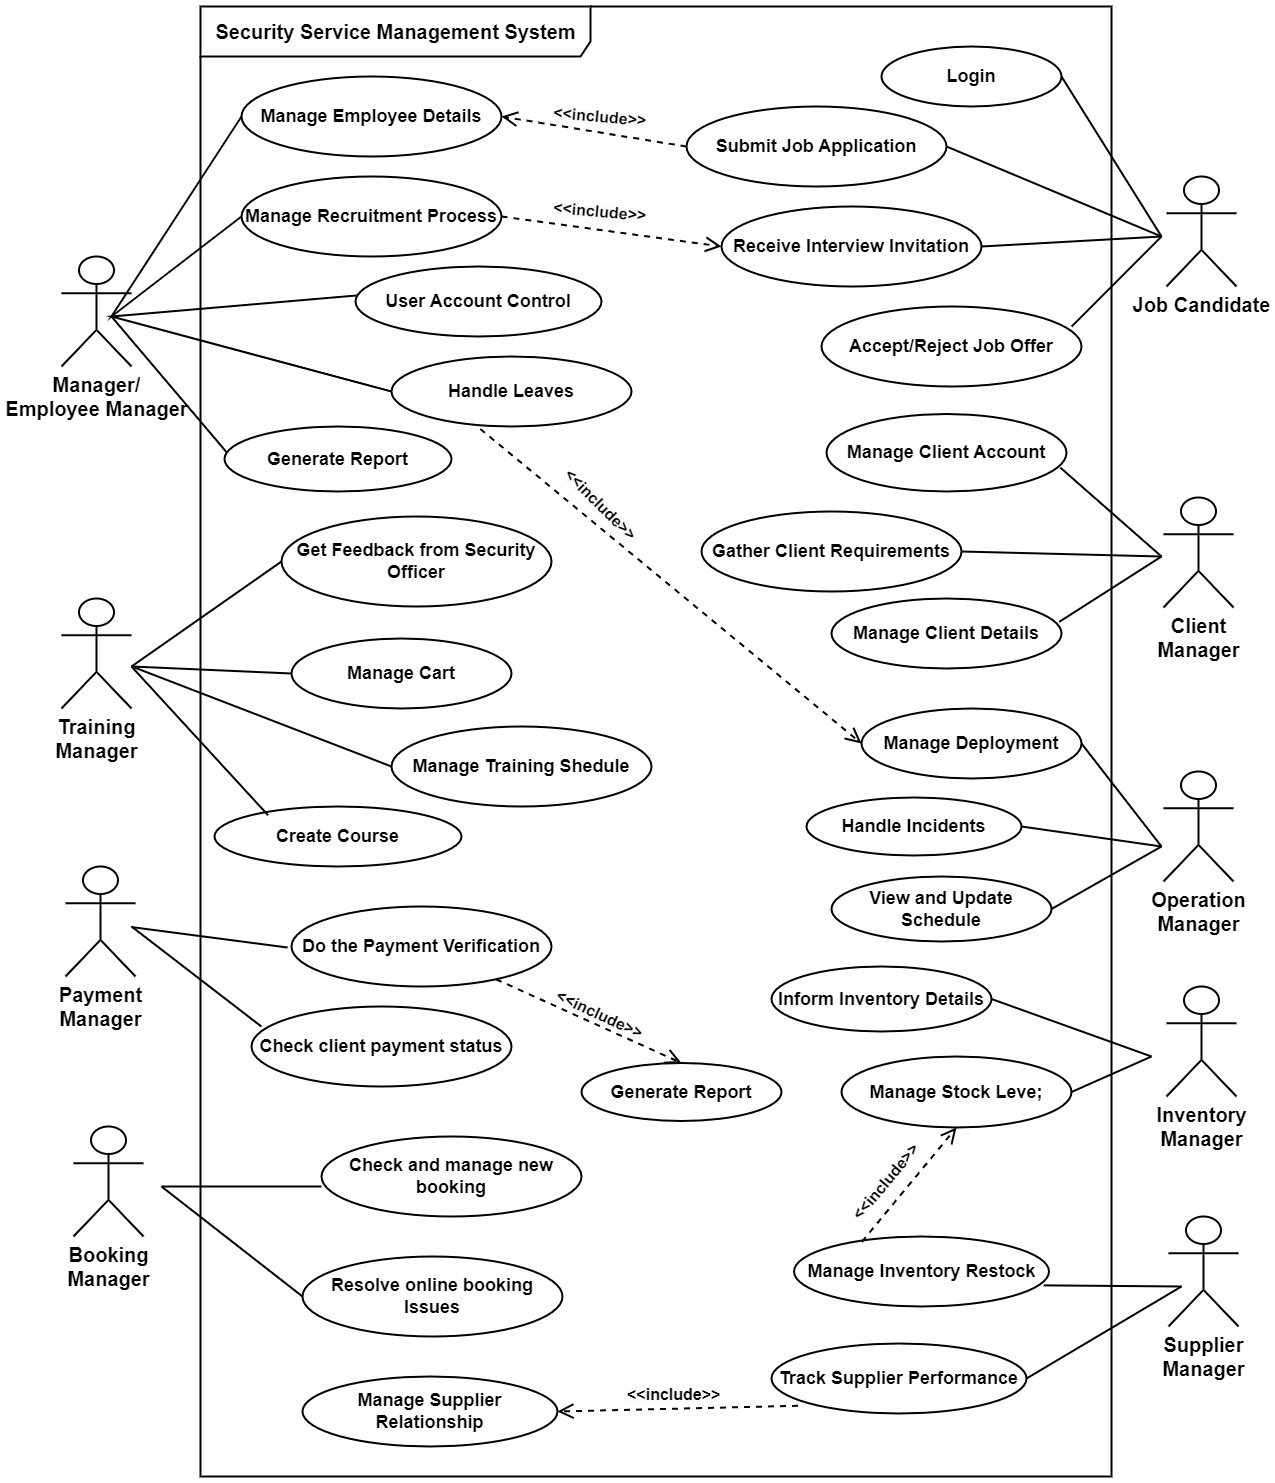 Security Service Management System
Login
Manage Employee Details
<<include>>
Submit Job Application
Manage Recruitment Process
<<include>>
Receive Interview Invitation
Job Candidate
User Account Control
Accept/Reject Job Offer
Manager/
Employee Manager
Handle Leaves
Generate Report
<<include>>
Manage Client Account
Get Feedback from Security
Officer
Gather Client Requirements
Manage Client Details
Client
Manager
Manage Cart
Training
Manager
Manage Training Shedule
Manage Deployment
Create Course
Handle Incidents
View and Update
Schedule
Operation
Manager
Do the Payment Verification
Payment
Manager
<<include>>
Inform Inventory Details
Check client payment status
Generate Report
Manage Stock Leve;
Inventory
Manager
Check and manage new
booking
<<include>>
Booking
Manager
Resolve online booking
Issues
Manage Inventory Restock
Supplier
Manager
Track Supplier Performance
<<include>>
Manage Supplier
Relationship